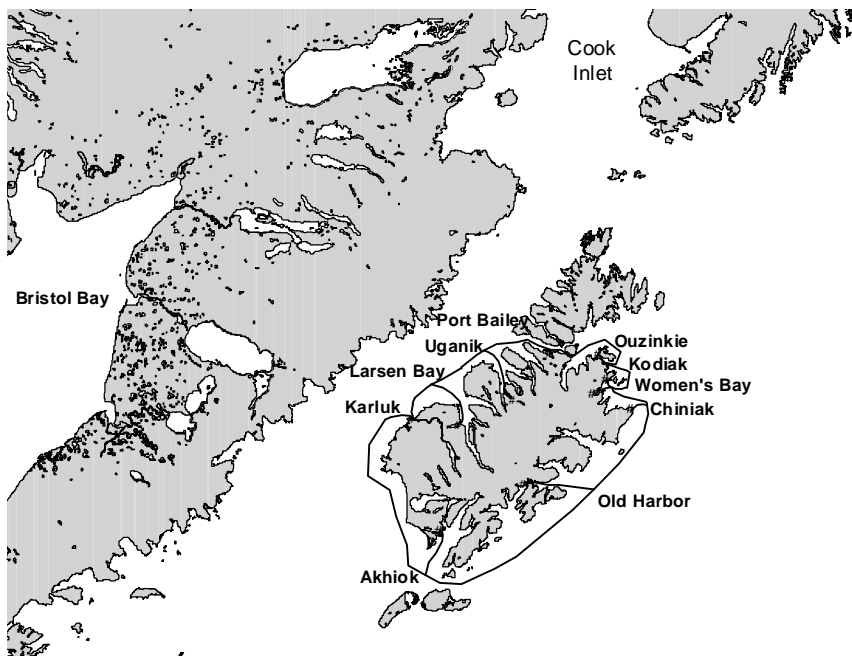 Cook
Inlet
Bristol Bay
Port Bailey
Uganik
Ouzinkie
Larsen Bay
Kodiak
Women's Bay
Karluk
Chiniak
Old Harbor
Akhiok